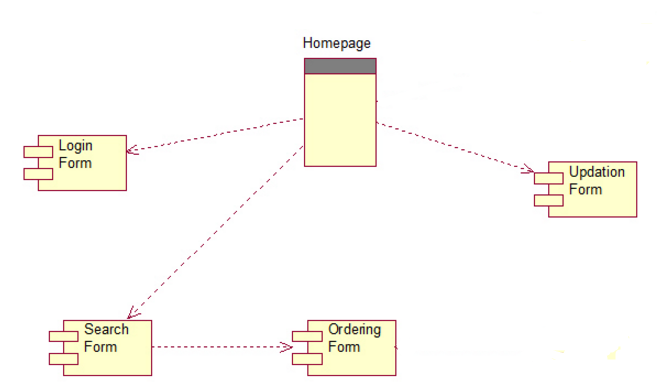 Homepage
Login
Form
Updation
Form
Search
Form
Ordering
Form